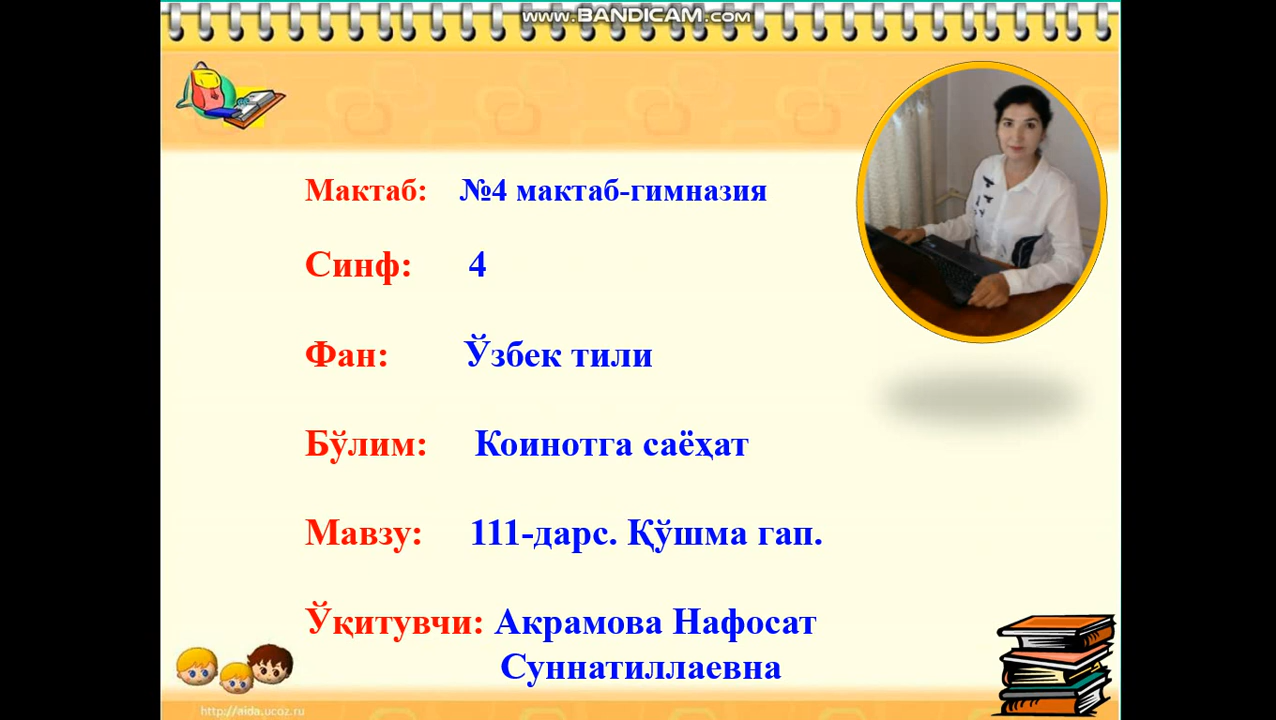 www.BANDICAM.com
Мактаб: №4 мактаб-гимназия
Синф: 4
Фан: Ўзбек тили
Бўлим: Коинотга саёҳат
Мавзу: 111-дарс. Қўшма гап.
Ўқитувчи: Акрамова Нафосат
Суннатиллаевна
http://aida.ucoz.ru